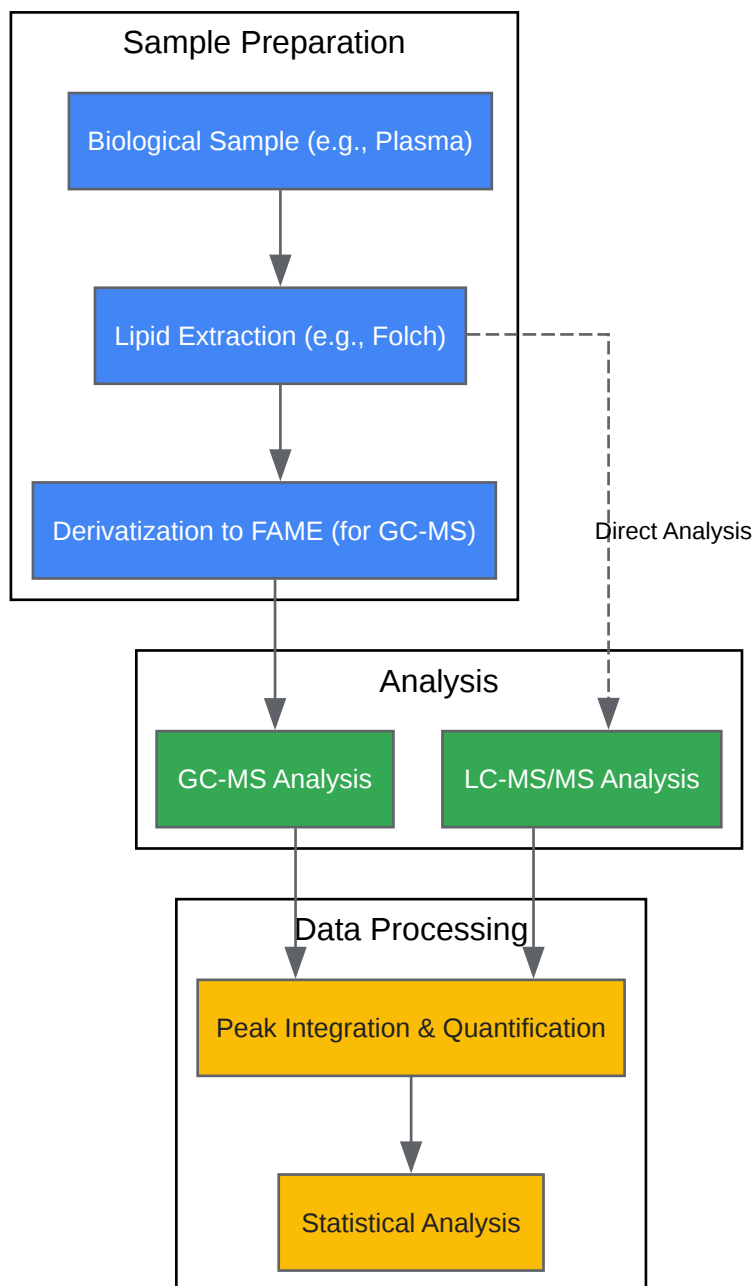 Sample Preparation
Biological Sample (e.g., Plasma)
Lipid Extraction (e.g., Folch)
Derivatization to FAME (for GC-MS)
Direct Analysis
Analysis
GC-MS Analysis
LC-MS/MS Analysis
Data Processing
Peak Integration & Quantification
Statistical Analysis